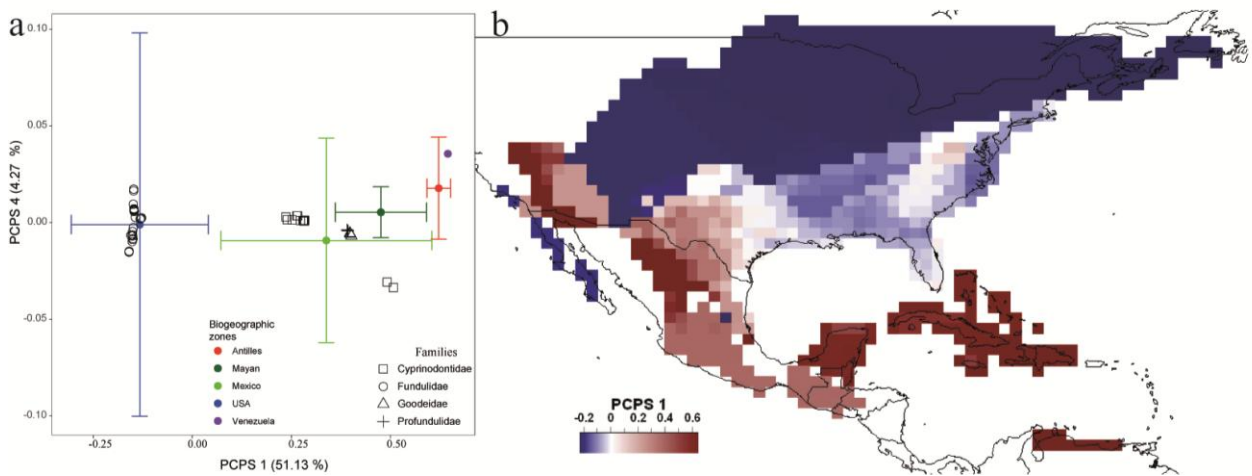 a
b
0.10
0.05
0.00
-0.05
-0.10
PCPS 4 (4.27 %)
-0.25
0.00
0.25
0.50
PCPS 1 (51.13 %)
Biogeographic
zones
Antilles
Mayan
Mexico
USA
Venezuela
Families
Cyprinodontidae
Fundulidae
Goodeidae
Profundulidae
PCPS 1
-0.2 0 0.2 0.4 0.6